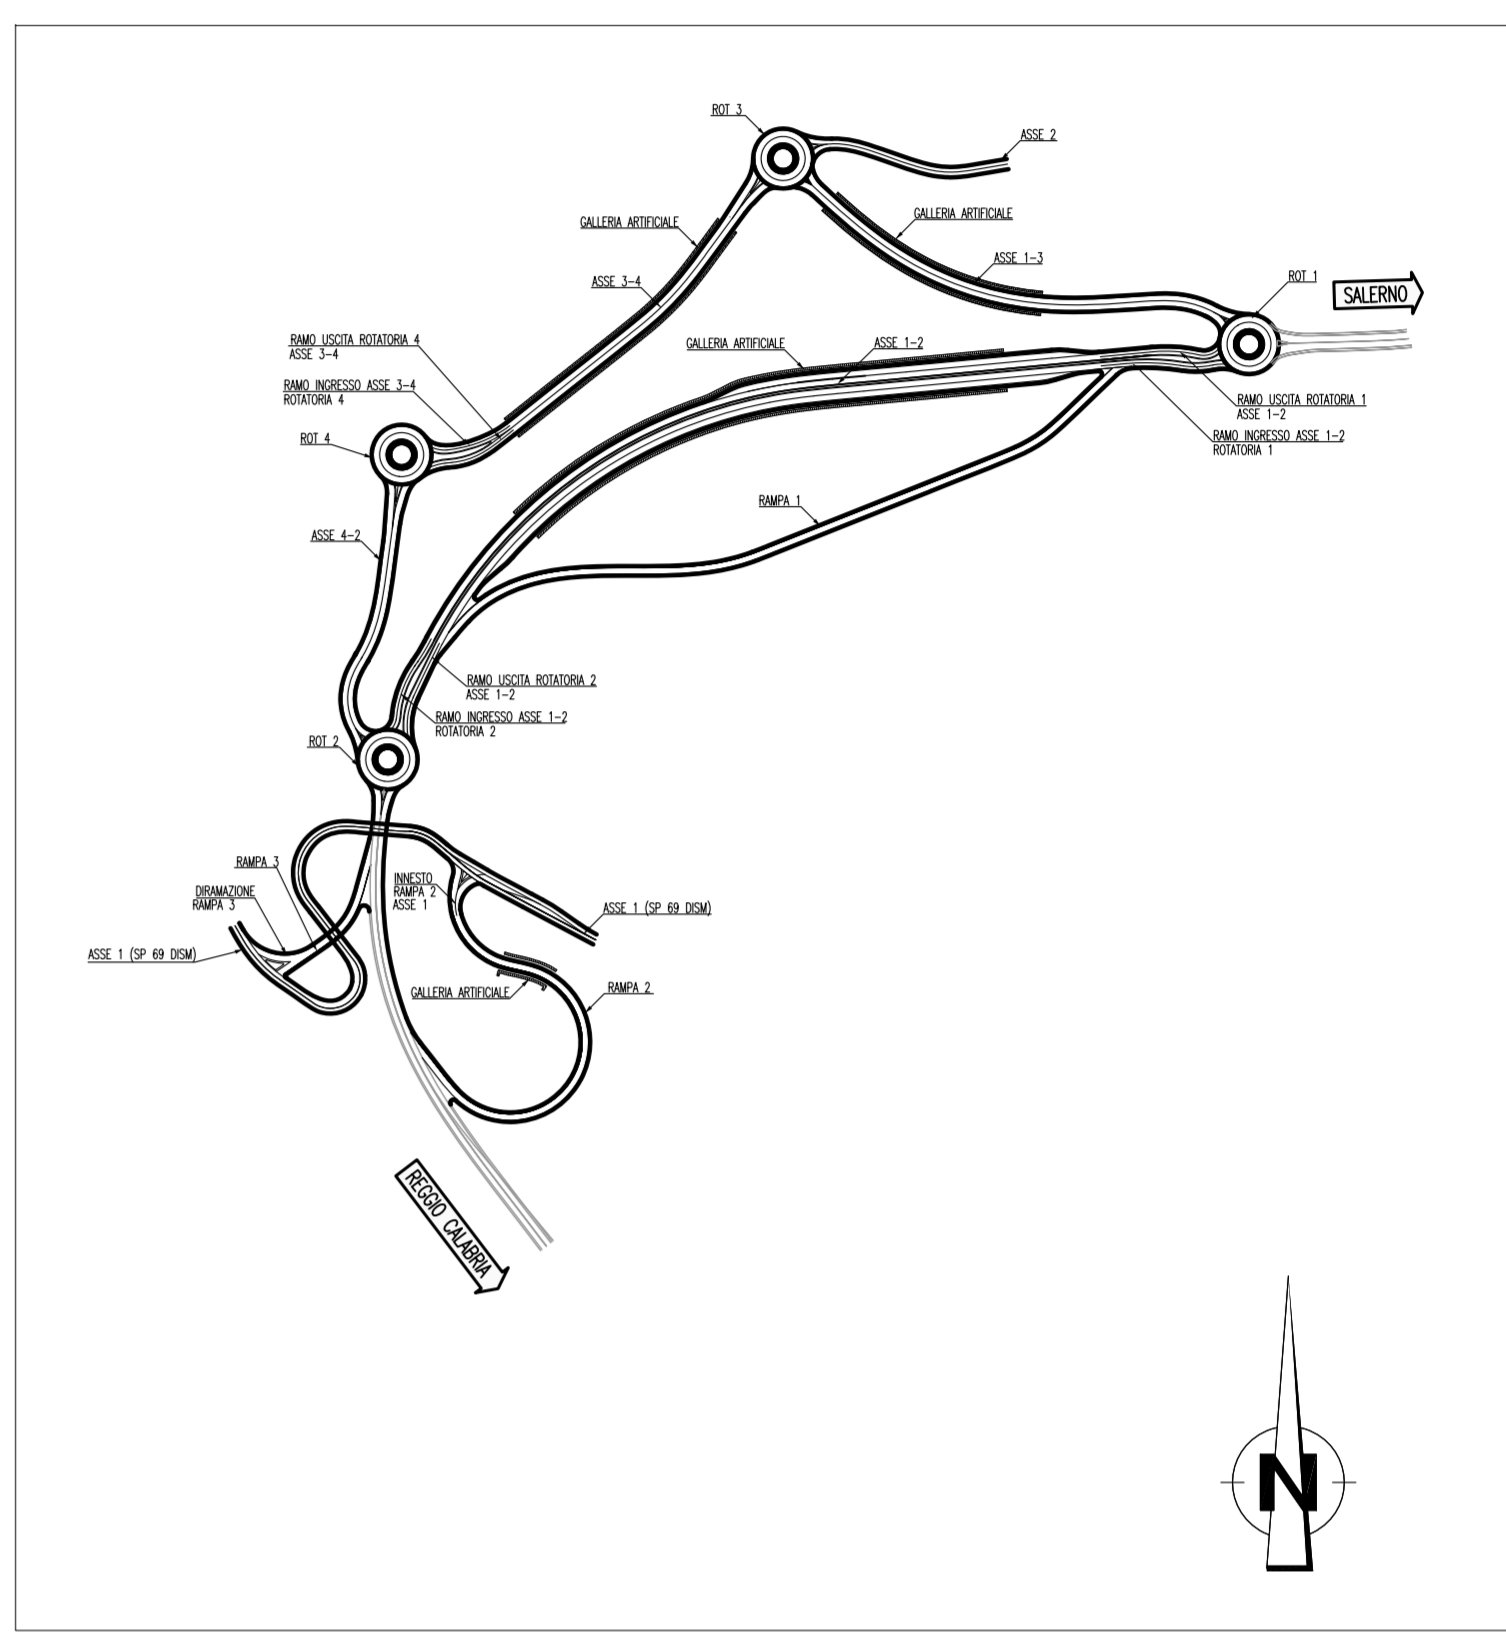 ROT 3
ASSE 2
GALLERIA ARTIFICIALE
GALLERIA ARTIFICIALE
ASSE 1-3
ROT 1
SALERNO
ASSE 3-4
RAMO USCITA ROTATORIA 4
ASSE 3-4
GALLERIA ARTIFICIALE
ASSE 1-2
RAMO INGRESSO ASSE 3-4
ROTATORIA 4
RAMO USCITA ROTATORIA 1
ASSE 1-2
ROT 4
RAMO INGRESSO ASSE 1-2
ROTATORIA 1
RAMPA 1
ASSE 4-2
RAMO USCITA ROTATORIA 2
ASSE 1-2
RAMO INGRESSO ASSE 1-2
ROTATORIA 2
ROT 2
RAMPA 3
DIRAMAZIONE
RAMPA 3
INNESTO
RAMPA 2
ASSE 1
ASSE 1 (SP 69 DISM)
ASSE 1 (SP 69 DISM)
GALLERIA ARTIFICIALE
RAMPA 2
REGGIO CALABRIA
N